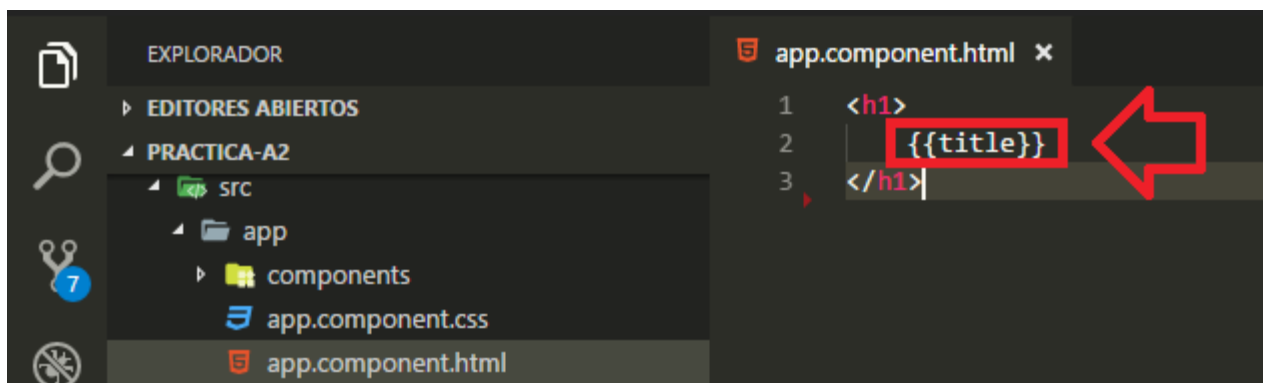 EXPLORADOR
EDITORES ABIERTOS
PRACTICA-A2
src
app
components
app.component.css
app.component.html
7
app.component.html ×
1 <h1>
2 {{title}}
3 </h1>